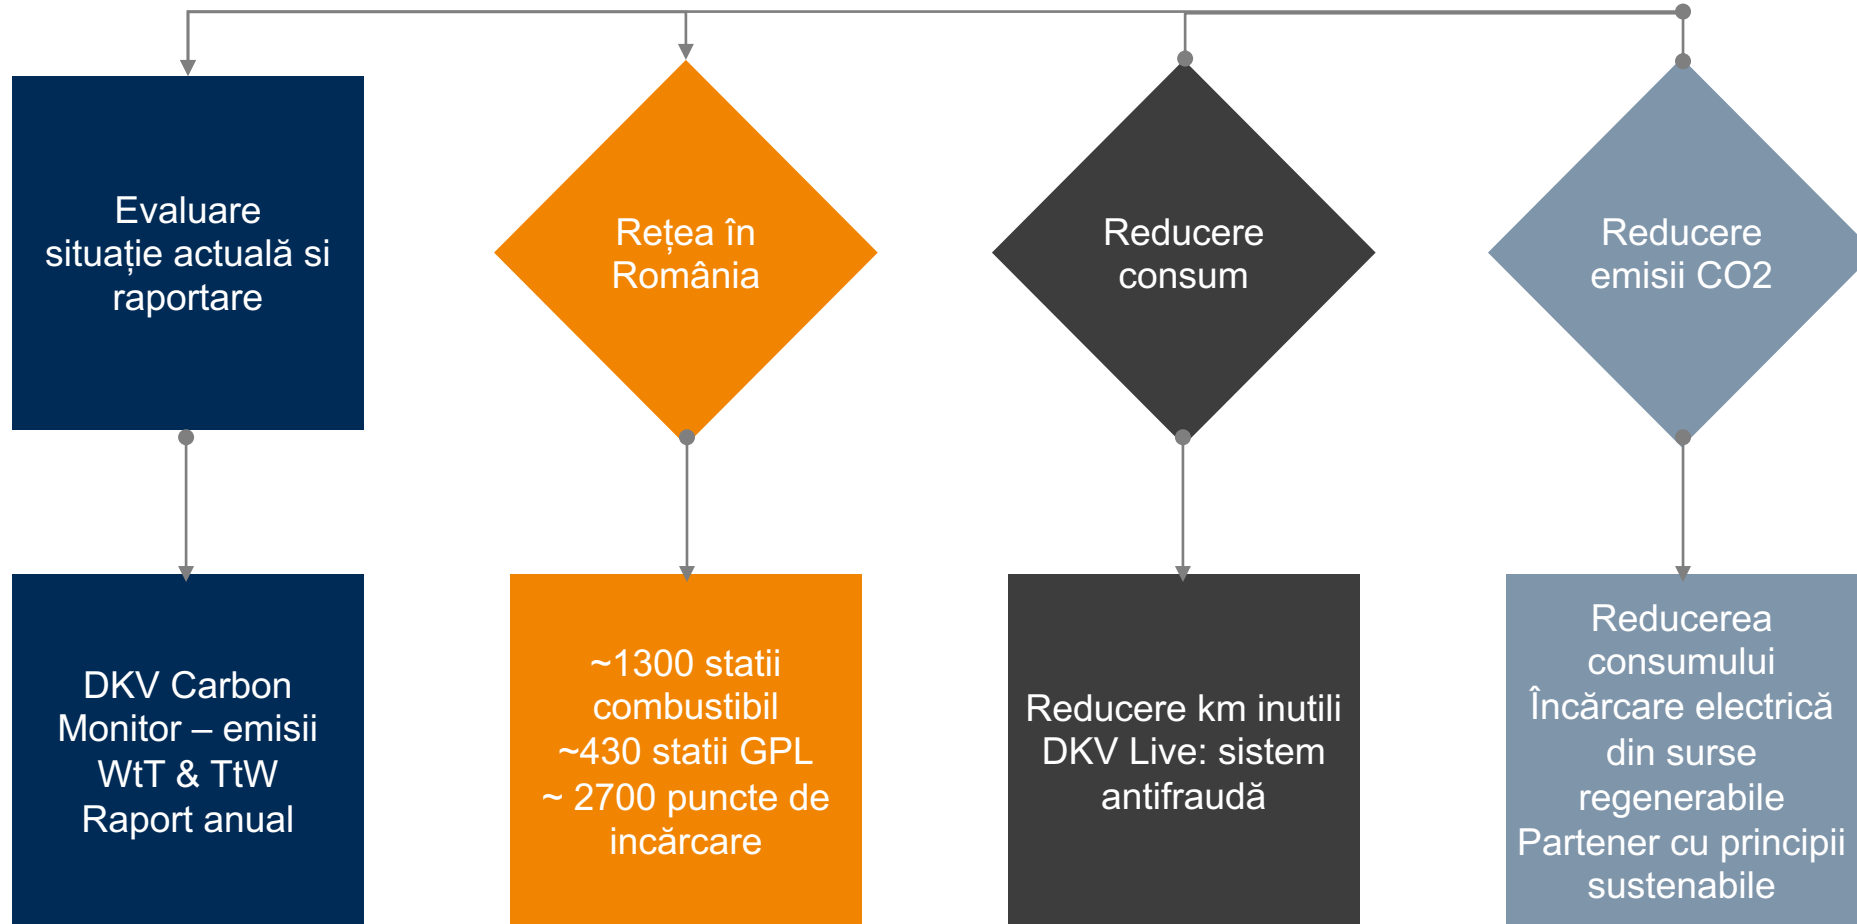 Evaluare
situație actuală si
raportare
Rețea în
România
Reducere
consum
Reducere
emisii CO2
DKV Carbon
Monitor – emisii
WtT & TtW
Raport anual
~1300 statii
combustibil
~430 statii GPL
~ 2700 puncte de
incărcare
Reducere km inutili
DKV Live: sistem
antifraudă
Reducerea
consumului
Încărcare electrică
din surse
regenerabile
Partener cu principii
sustenabile